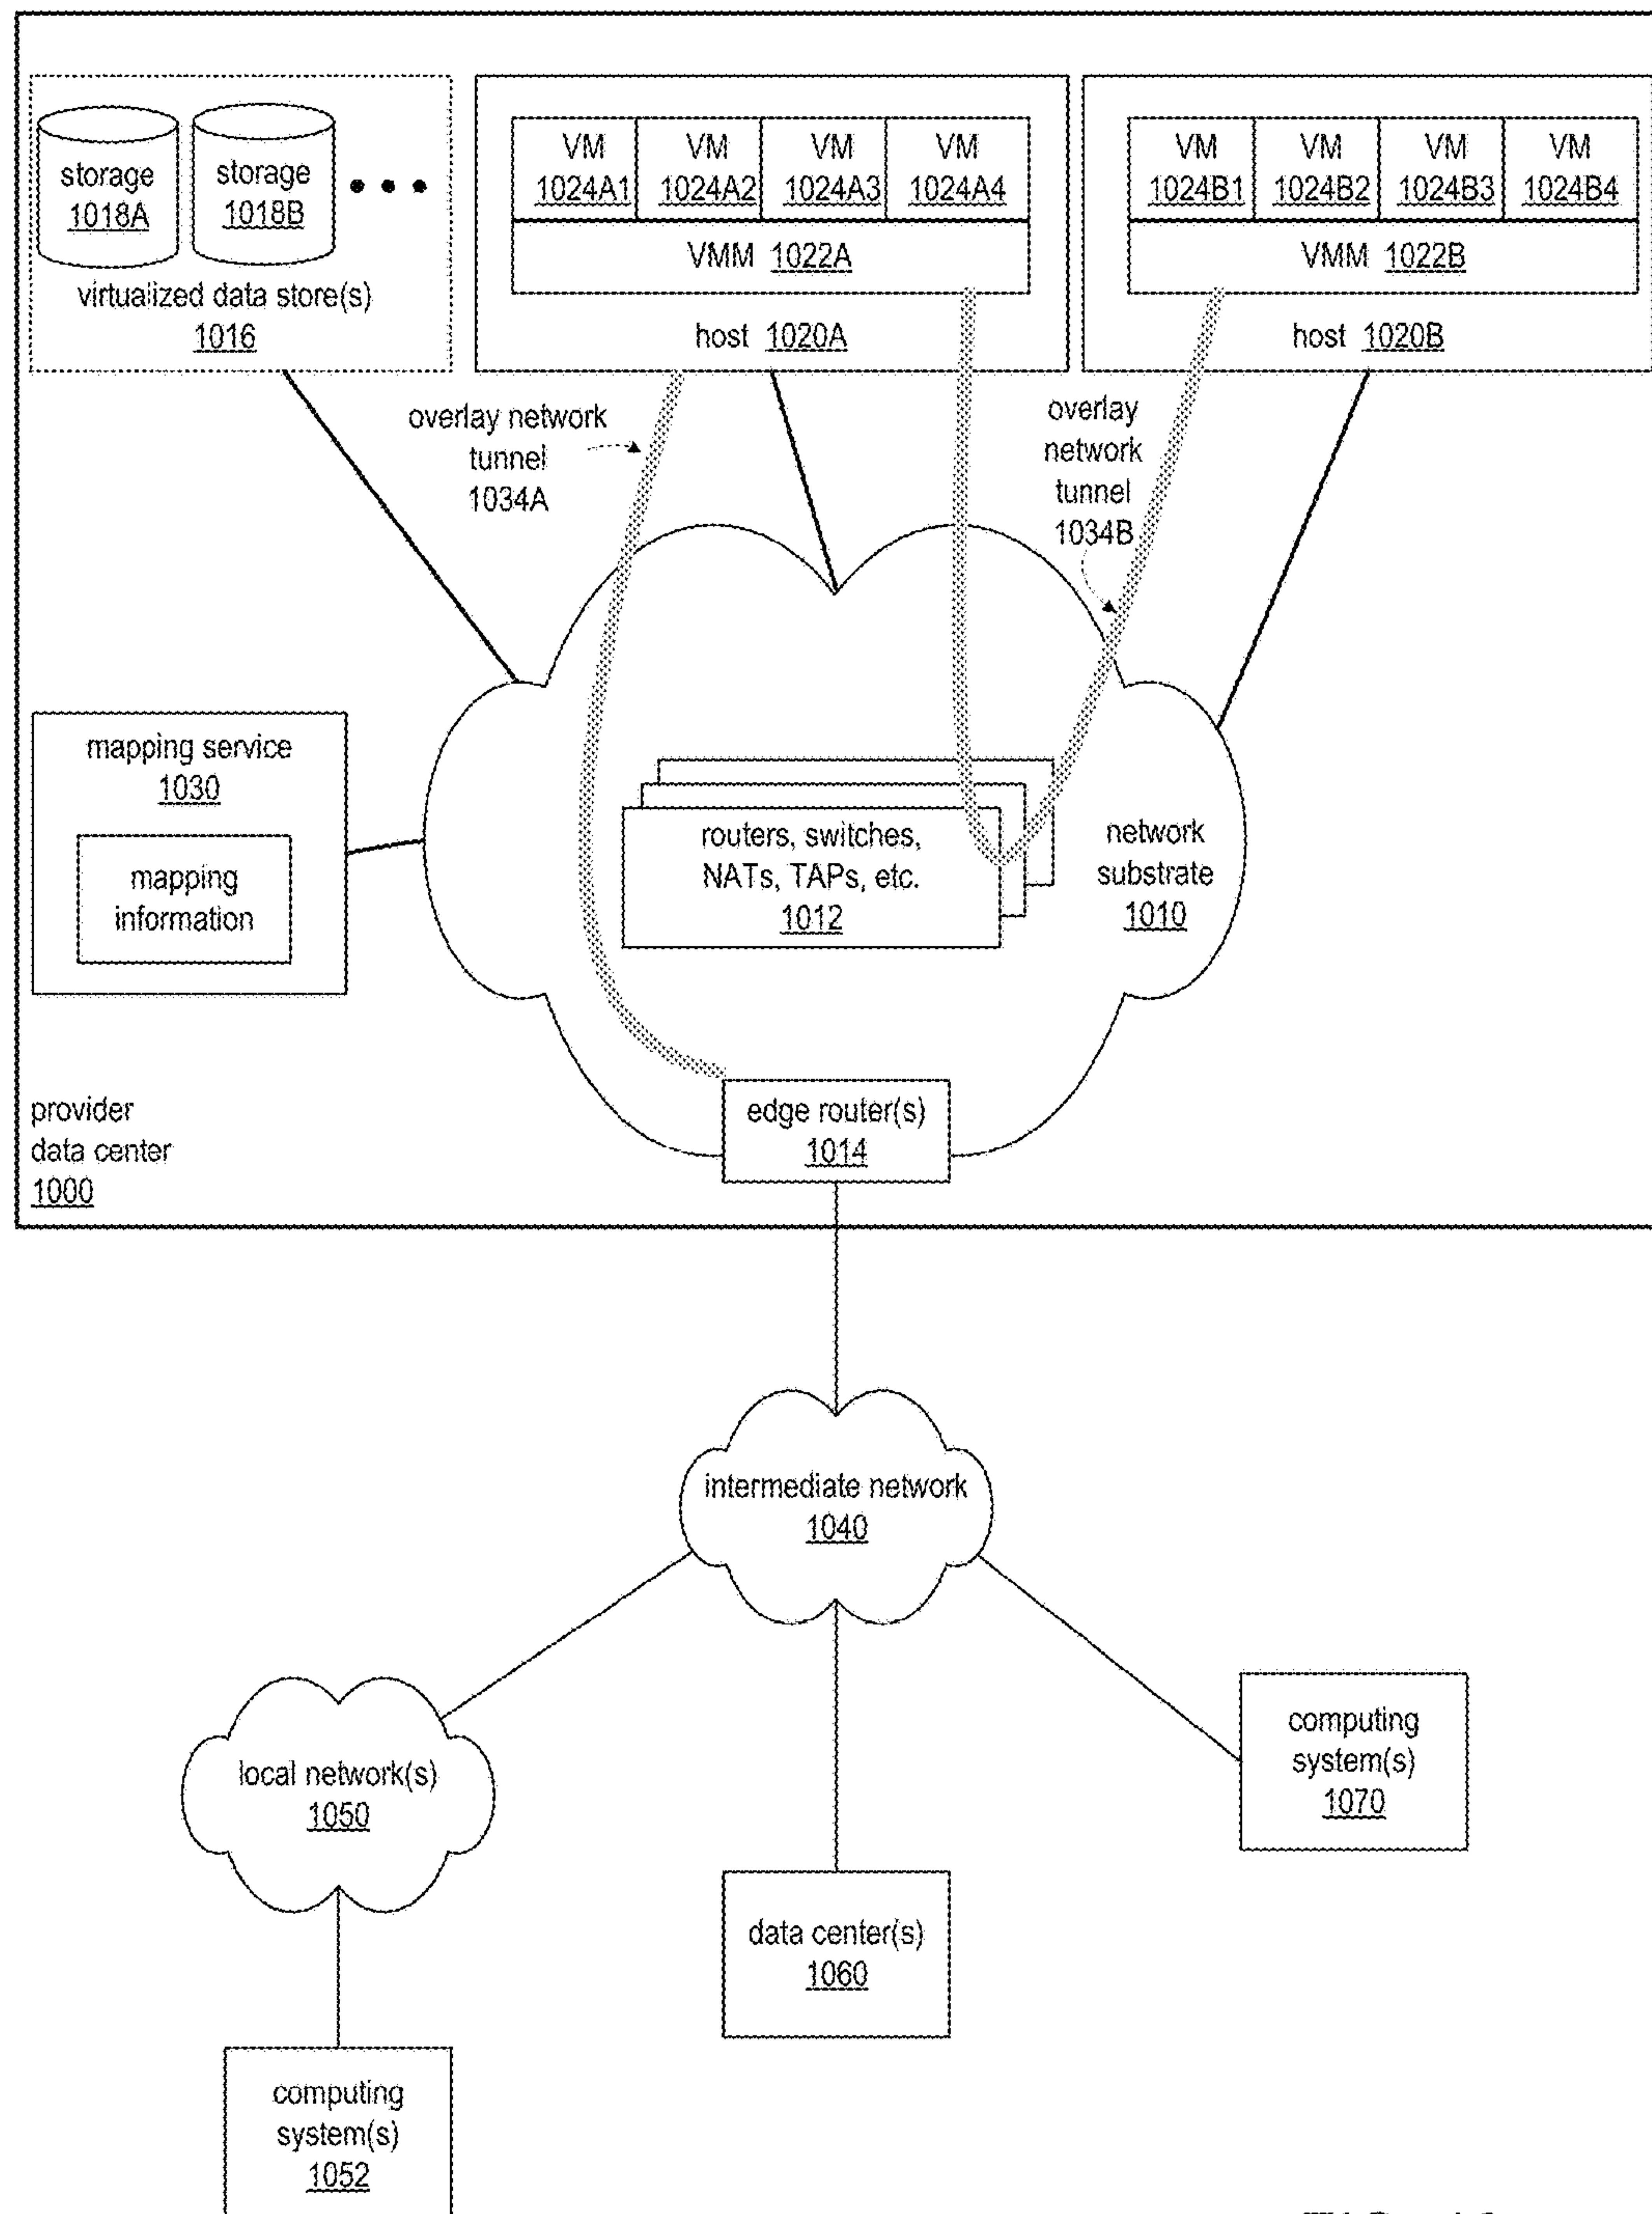 storage
1018A
storage
1018B
virtualized data store(s)
1016
VM
1024A1
VM
1024A2
VM
1024A3
VM
1024A4
VMM 1022A
host 1020A
VM
1024B1
VM
1024B2
VM
1024B3
VM
1024B4
VMM 1022B
host 1020B
overlay network
tunnel
1034A
overlay
network
tunnel
1034B
mapping service
1030
mapping
information
routers, switches,
NATs, TAPs, etc.
1012
network
substrate
1010
provider
data center
1000
edge router(s)
1014
intermediate network
1040
local network(s)
1050
computing
system(s)
1070
data center(s)
1060
computing
system(s)
1052